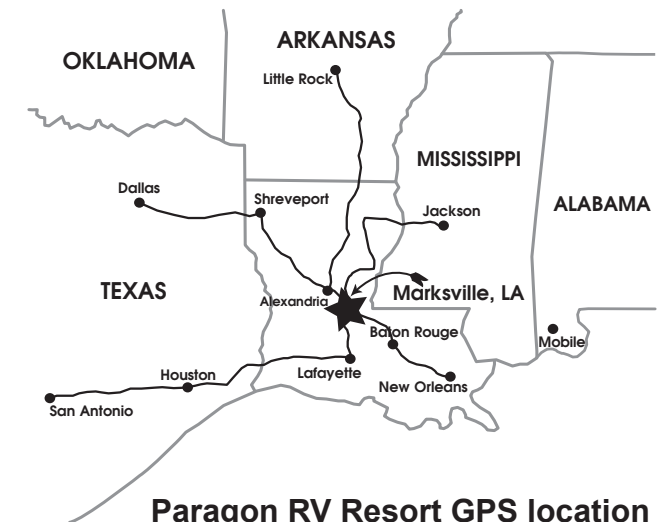 ARKANSAS
OKLAHOMA
Little Rock
MISSISSIPPI
Dallas
Shreveport
Jackson
ALABAMA
TEXAS
Alexandria
Marksville, LA
Baton Rouge
Mobile
Houston
Lafayette
New Orleans
San Antonio
Paragon RV Resort GPS location